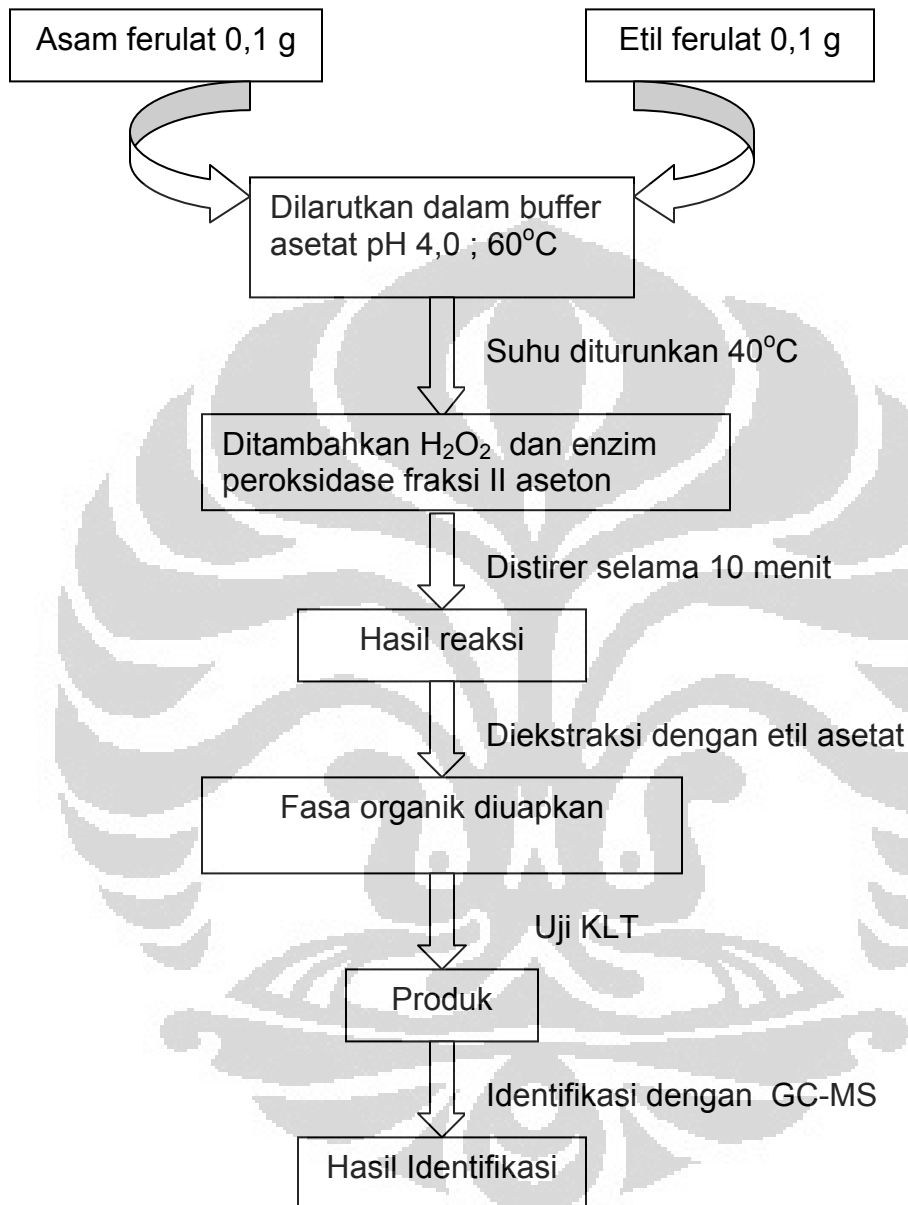 Asam ferulat 0,1 g
Etil ferulat 0,1 g
Dilarutkan dalam buffer
asetat pH 4,0 ; 60°C
Suhu diturunkan 40°C
Ditambahkan H₂O₂ dan enzim
peroksidase fraksi II aseton
Distirer selama 10 menit
Hasil reaksi
Diekstraksi dengan etil asetat
Fasa organik diuapkan
Uji KLT
Produk
Identifikasi dengan GC-MS
Hasil Identifikasi